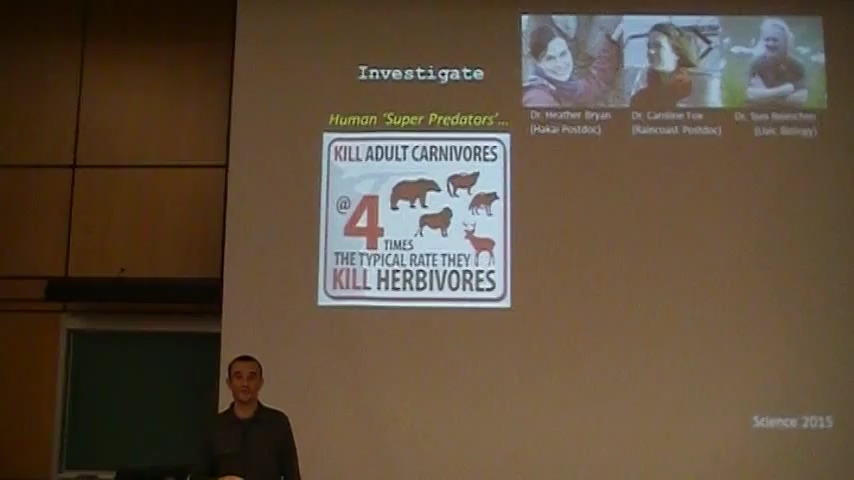 Investigate
Human 'Super Predators'...
KILL ADULT CARNIVORES
@ 4
TIMES
THE TYPICAL RATE THEY
KILL HERBIVORES
Dr. Heather Bryan
(Hakai Postdoc)
Dr. Caroline Fox
(Raincoast Postdoc)
Dr. Tom Reimchen
(Uvic Biology)
Science 2015